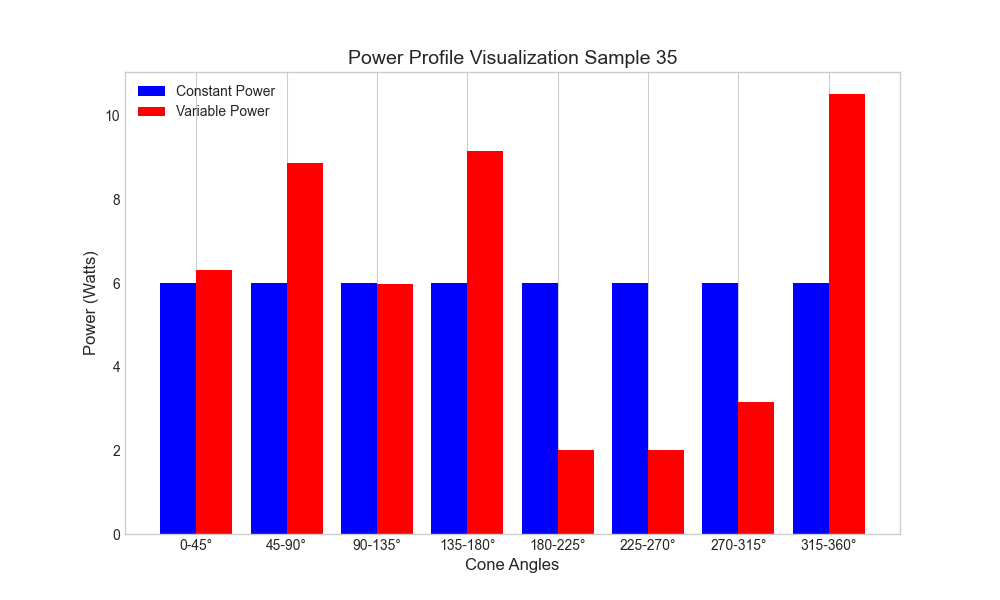 Power Profile Visualization Sample 35
Constant Power
Variable Power
Power (Watts)
10
8
6
4
2
0
0-45°
45-90°
90-135°
135-180°
180-225°
225-270°
270-315°
315-360°
Cone Angles